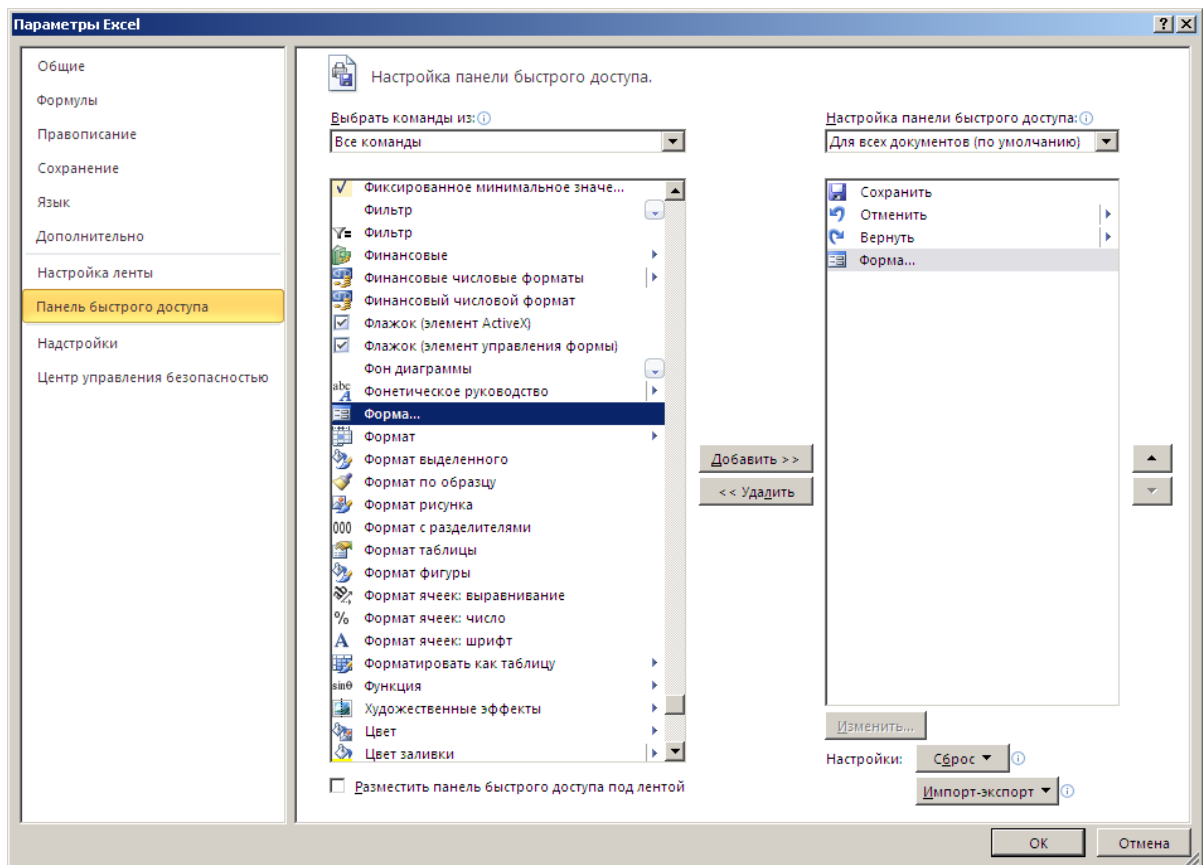 Параметры Excel
Общие
Формулы
Правописание
Сохранение
Язык
Дополнительно
Настройка ленты
Панель быстрого доступа
Надстройки
Центр управления безопасностью
Настройка панели быстрого доступа.
Выбрать команды из:
Все команды
Фиксированное минимальное значе...
Фильтр
Фильтр
Финансовые
Финансовые числовые форматы
Финансовый числовой формат
Флажок (элемент ActiveX)
Флажок (элемент управления формы)
Фон диаграммы
Фонетическое руководство
Форма...
Формат
Формат выделенного
Формат по образцу
Формат рисунка
000 Формат с разделителями
Формат таблицы
Формат фигуры
Формат ячеек: выравнивание
% Формат ячеек: число
A Формат ячеек: шрифт
Форматировать как таблицу
sinθ Функция
Художественные эффекты
Цвет
Цвет заливки
Разместить панель быстрого доступа под лентой
Добавить >>
<< Удалить
Настройка панели быстрого доступа:
Для всех документов (по умолчанию)
Сохранить
Отменить
Вернуть
Форма...
Изменить...
Настройки: Сброс
Импорт-экспорт
ОК
Отмена